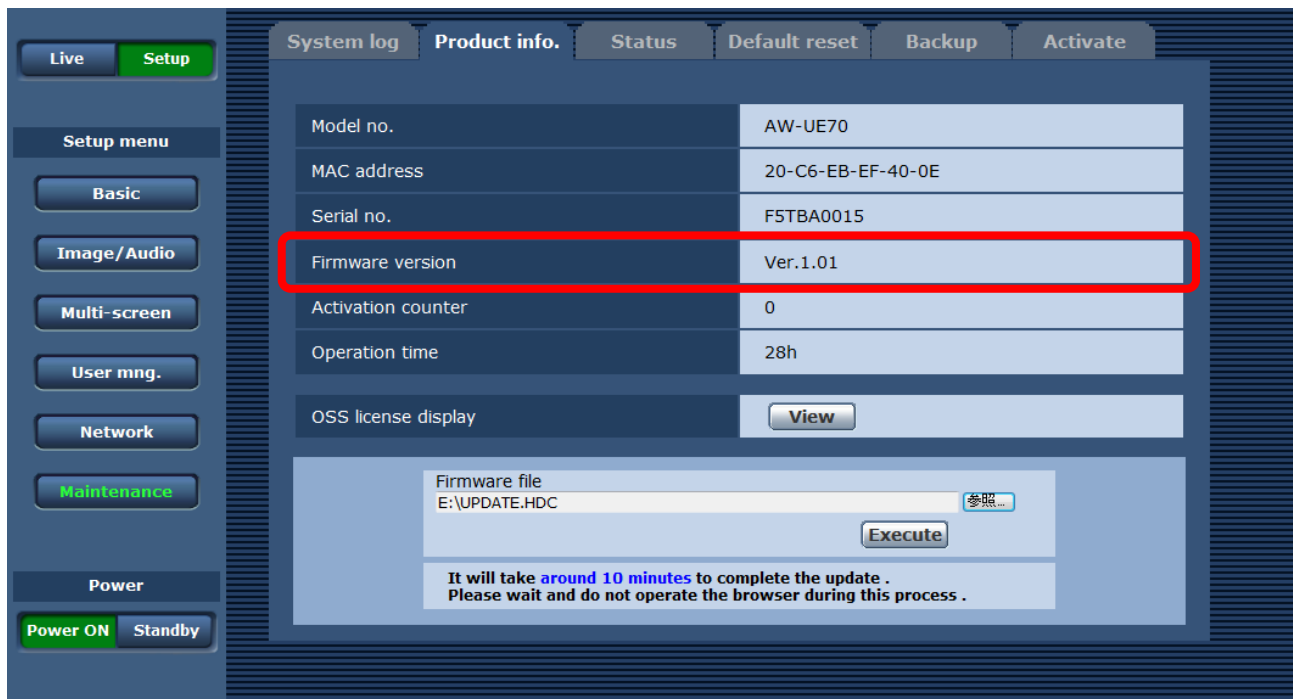 Live Setup
Setup menu
Basic
Image/Audio
Multi-screen
User mng.
Network
Maintenance
Power
Power ON Standby
System log Product info. Status Default reset Backup Activate
Model no. AW-UE70
MAC address 20-C6-EB-EF-40-0E
Serial no. F5TBA0015
Firmware version Ver.1.01
Activation counter 0
Operation time 28h
OSS license display View
Firmware file
E:\UPDATE.HDC 参照...
Execute
It will take around 10 minutes to complete the update .
Please wait and do not operate the browser during this process .